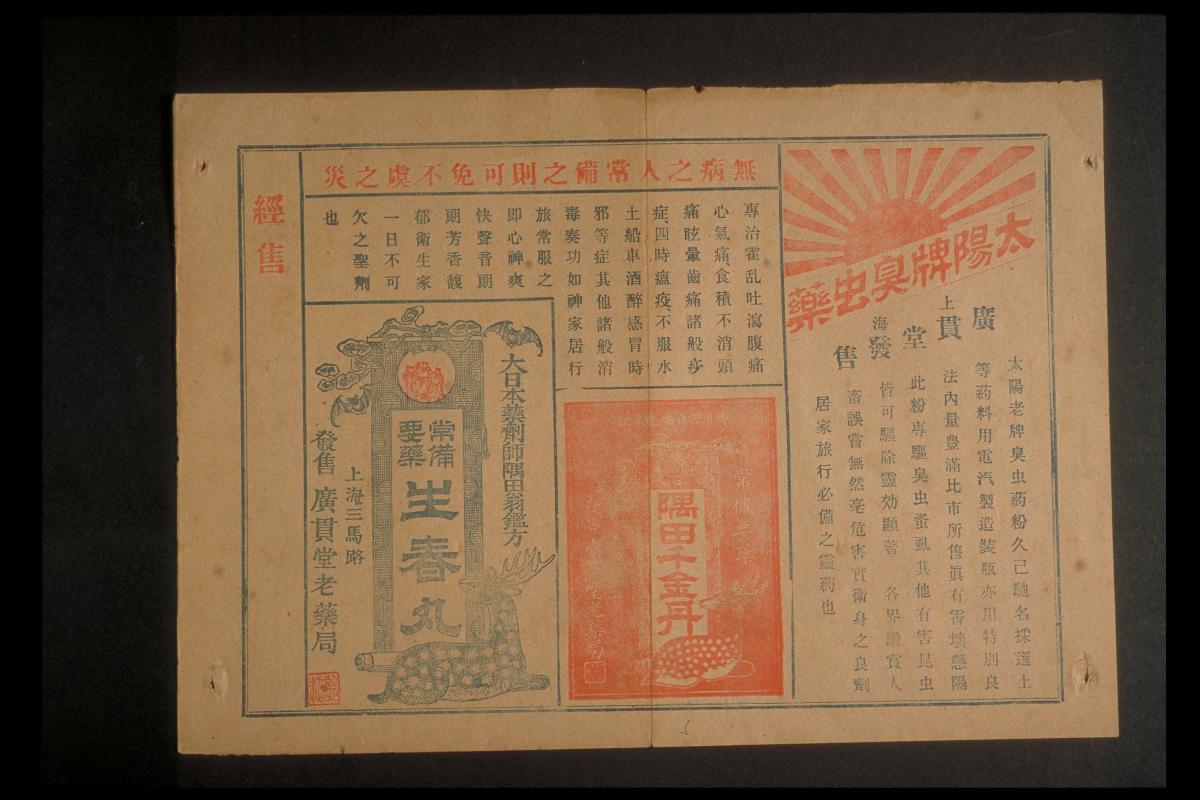 太陽牌臭虫藥
上海
廣貫堂發售
太陽老牌臭虫葯粉久已馳名採選上
等葯料用電汽製造裝瓶亦用特別良
法內量豐滿比市所售眞有霄壤懸隔
此粉專驅臭虫蚤虱其他有害昆虫
皆可驅除靈効顯著 各界讚賞人
畜誤嘗無然毫危害實衛身之良劑
居家旅行必備之靈葯也
無病之人常備之則可免不虞之災
專治霍乱吐瀉腹痛
心氣痛、食積不消頭
痛眩暈齒痛諸般痧
症、四時瘟疫、不服水
土船車酒醉感冒時
邪等症其他諸般消
毒奏功如神家居行
旅常服之
即心神爽
快聲音朗
朗芳香馥
郁衛生家
一日不可
欠之聖劑
也
隅田千金丹
大日本藥劑師隅田翁鑑方
常備要藥
生春丸
上海三馬路
發售 廣貫堂老藥局
經售